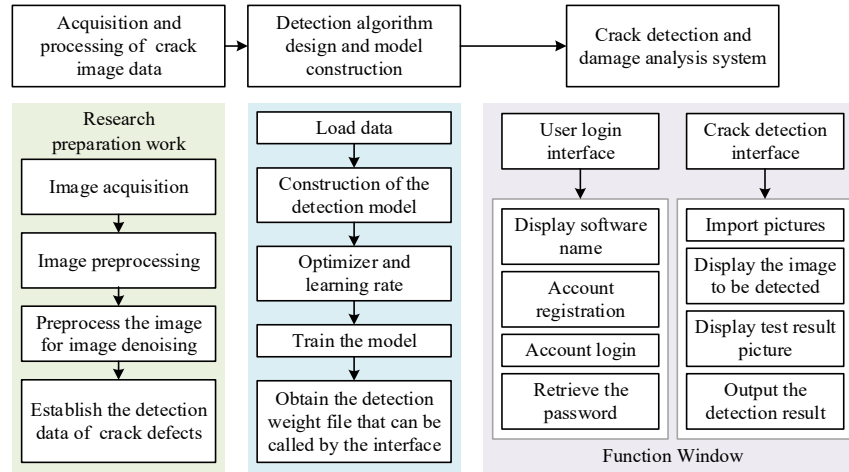 Acquisition and
processing of crack
image data
Detection algorithm
design and model
construction
Crack detection and
damage analysis system
Research
preparation work
Image acquisition
Image preprocessing
Preprocess the image
for image denoising
Establish the detection
data of crack defects
Load data
Construction of the
detection model
Optimizer and
learning rate
Train the model
Obtain the detection
weight file that can be
called by the interface
User login
interface
Display software
name
Account
registration
Account login
Retrieve the
password
Crack detection
interface
Import pictures
Display the image
to be detected
Display test result
picture
Output the
detection result
Function Window